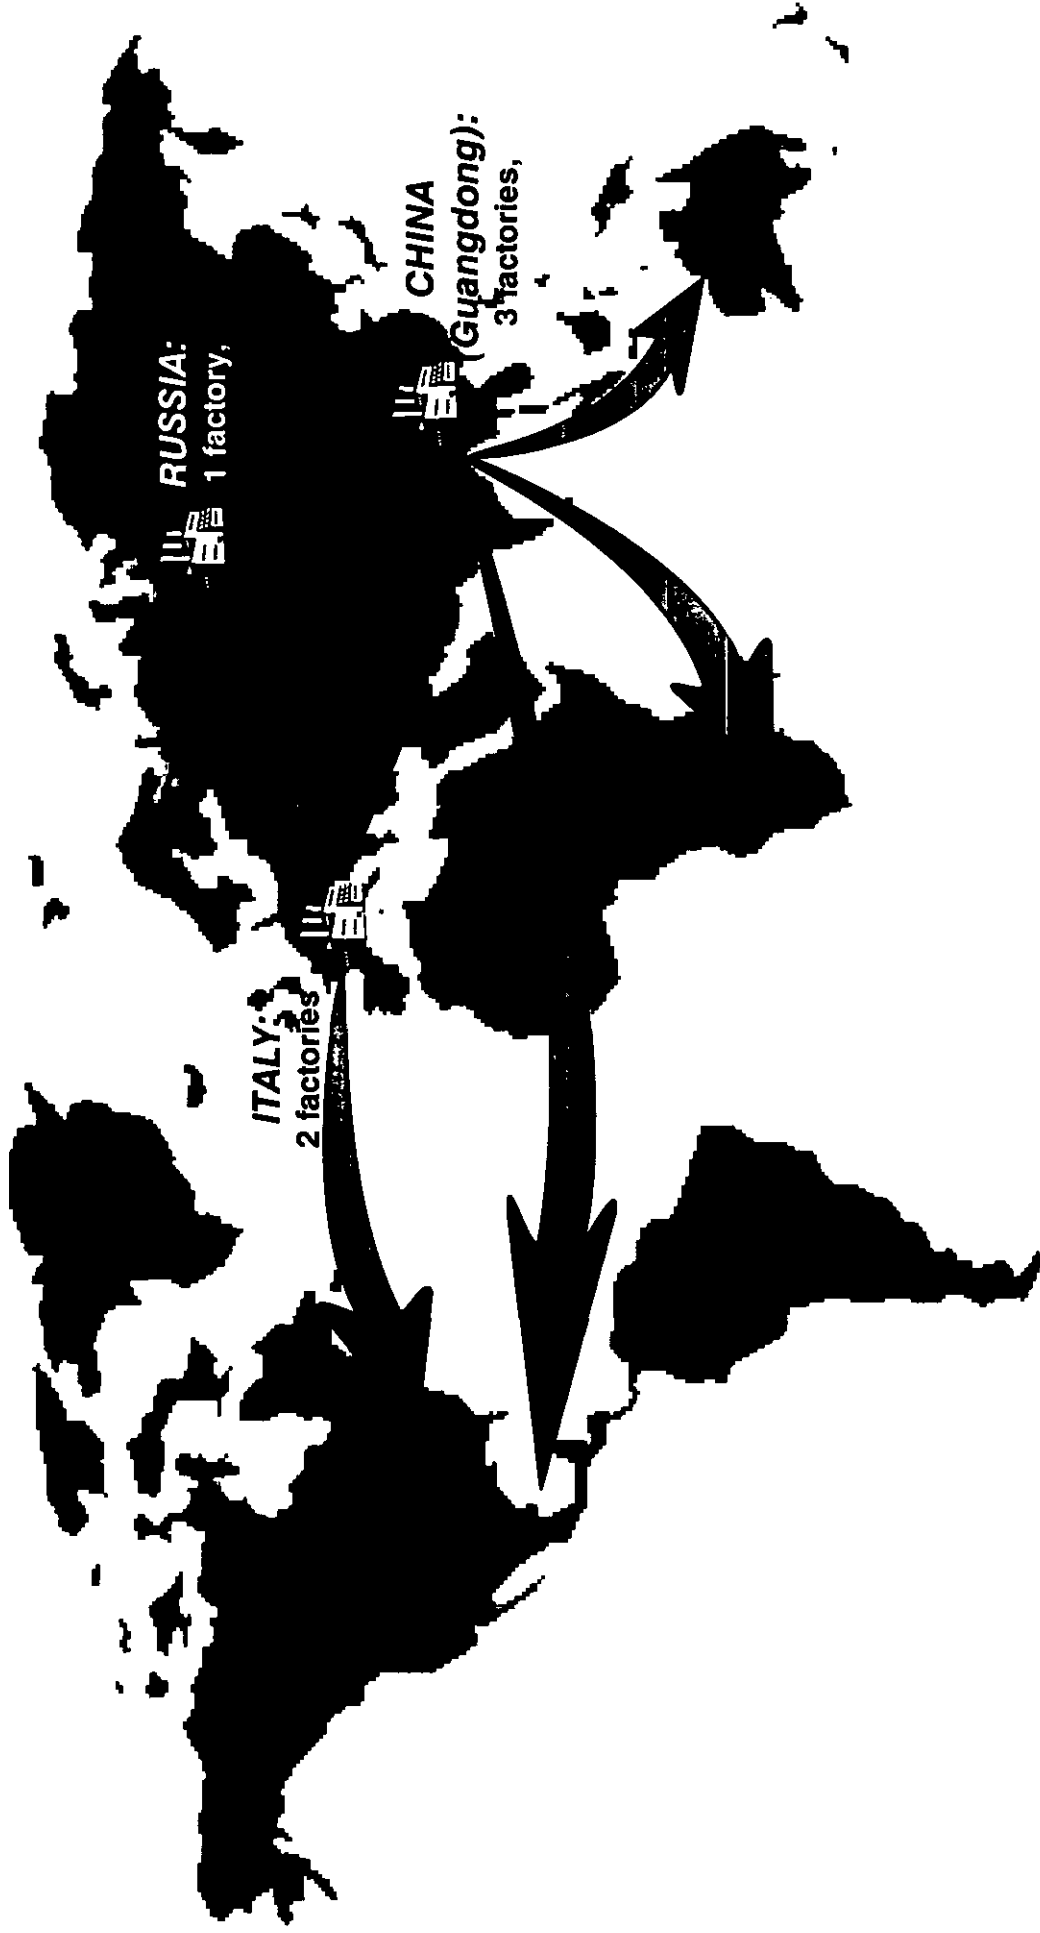 RUSSIA:
1 factory,
CHINA
(Guangdong):
3 factories,
ITALY:
2 factories